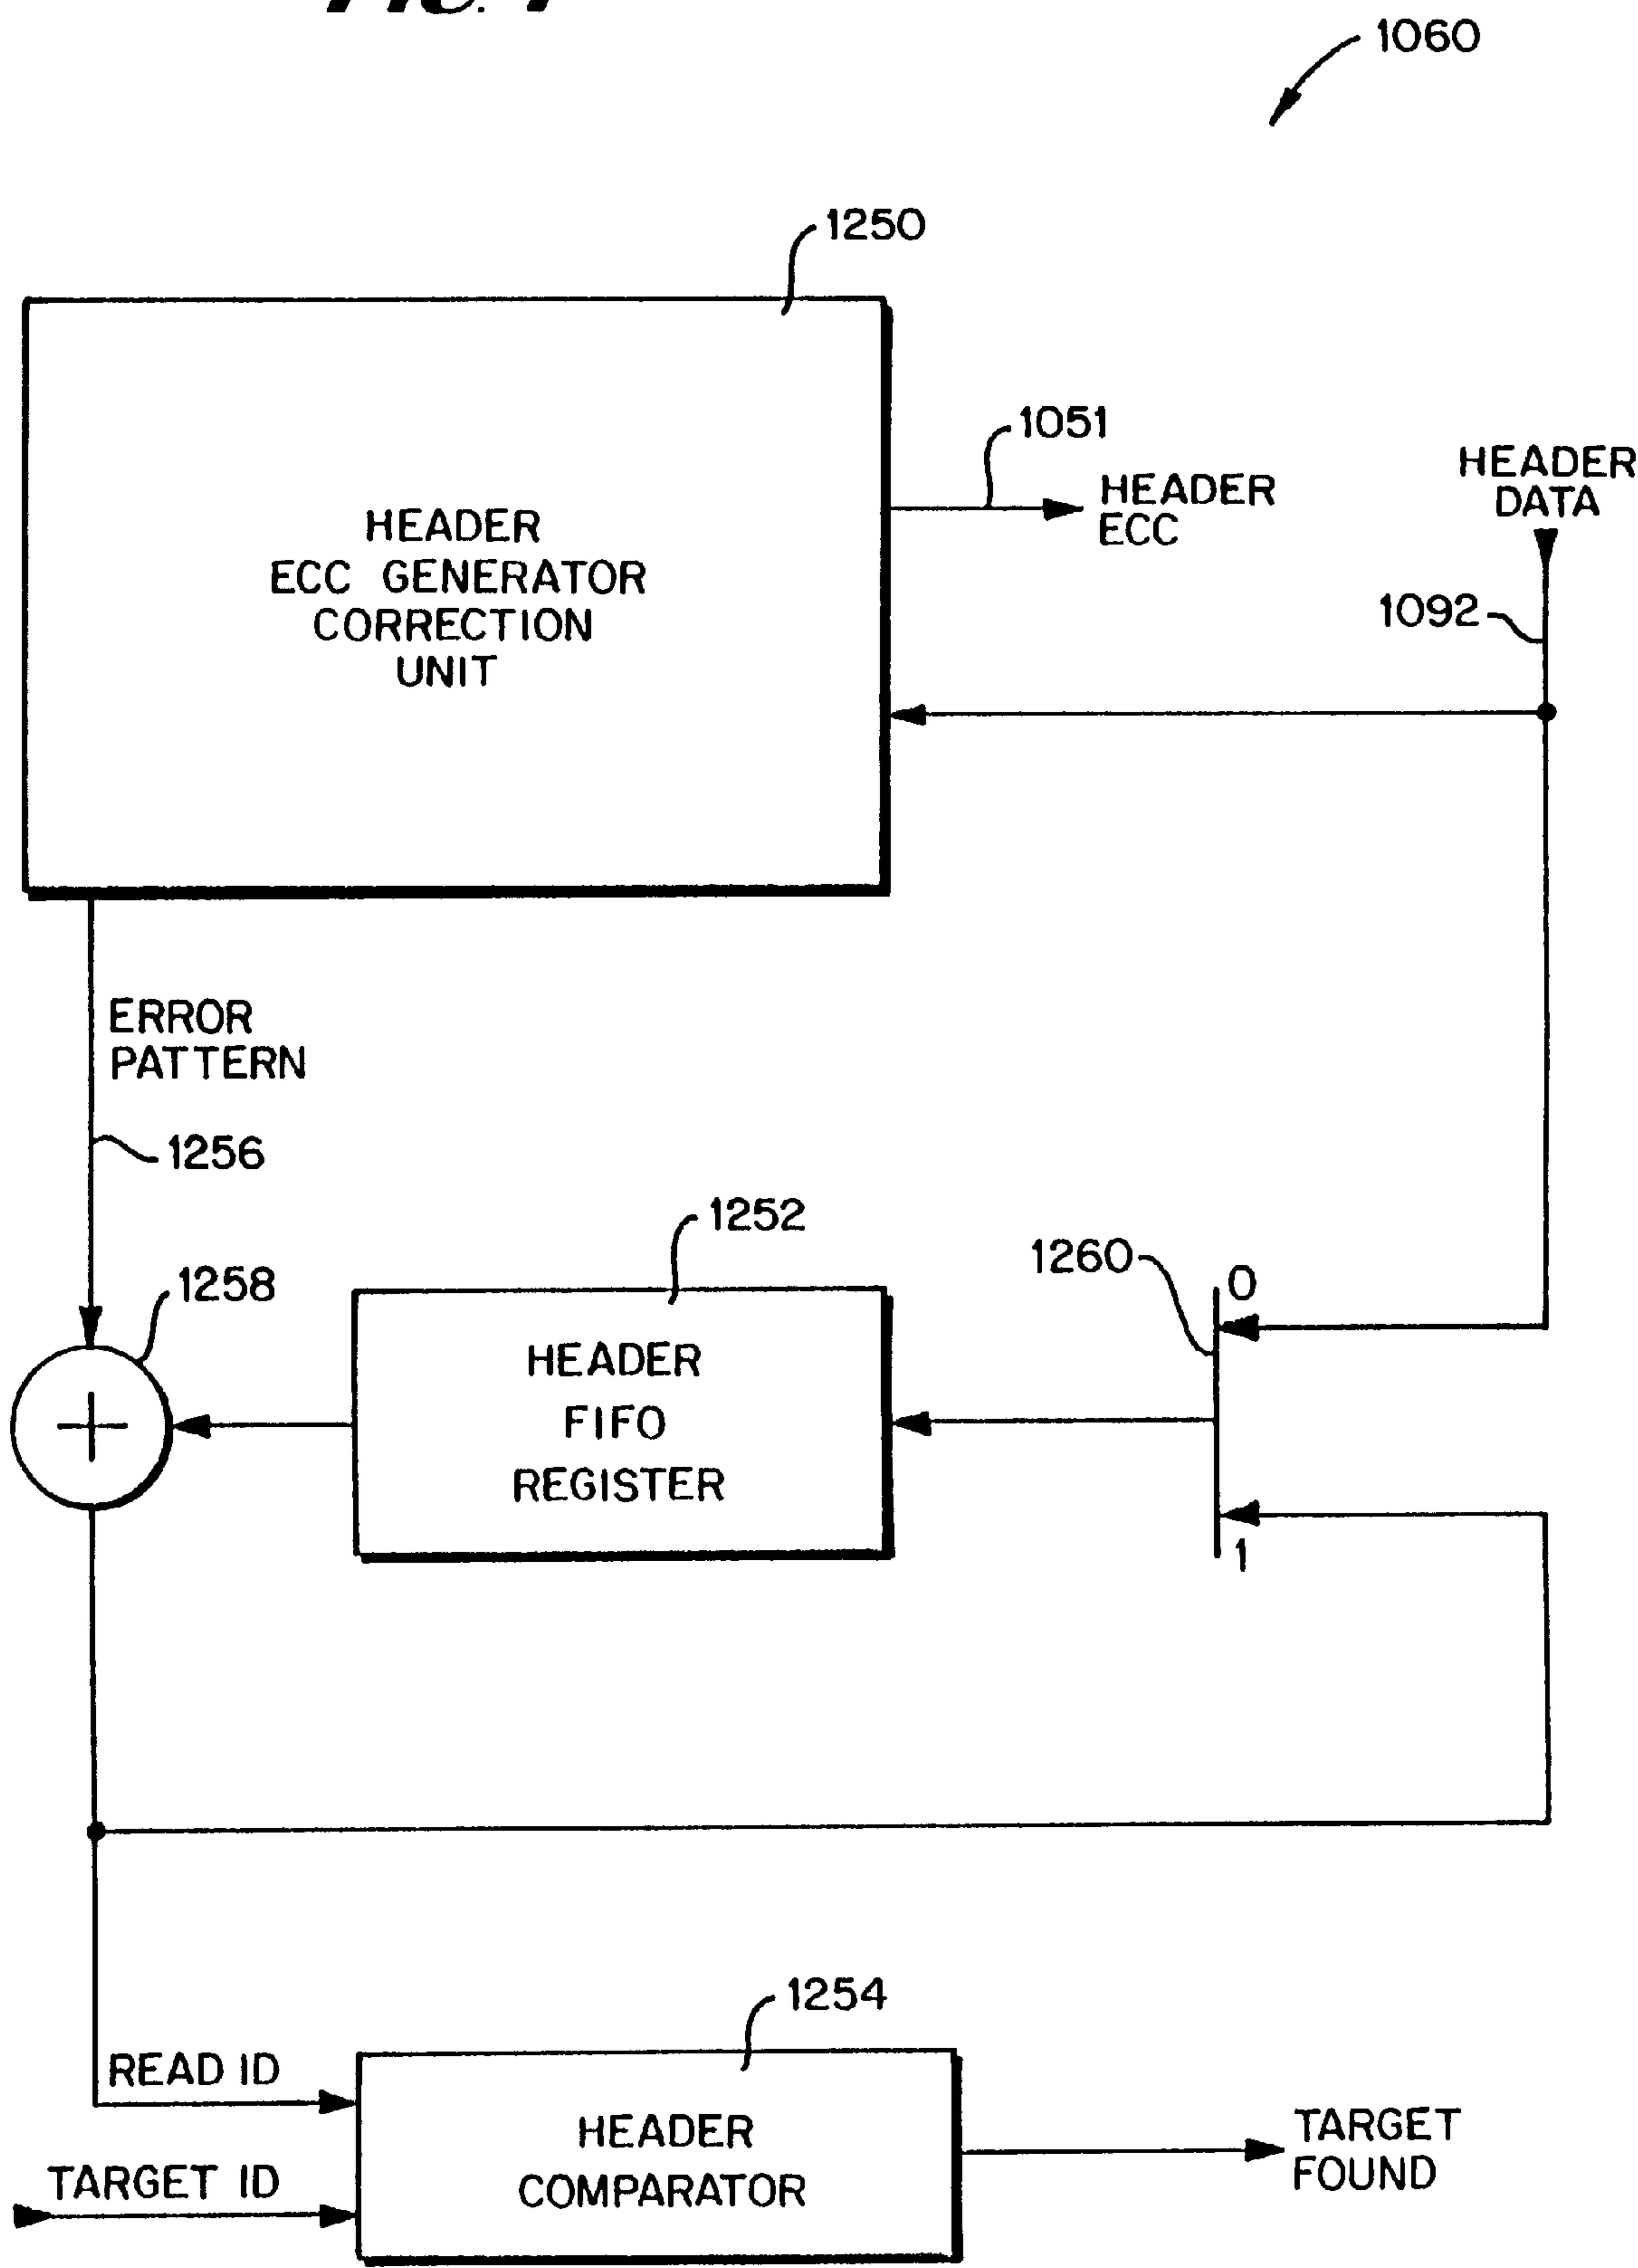 1060
1250
1051
HEADER
ECC
HEADER
DATA
1092
HEADER
ECC GENERATOR
CORRECTION
UNIT
ERROR
PATTERN
1256
1252
1260
0
1258
HEADER
FIFO
REGISTER
1
1254
READ ID
HEADER
COMPARATOR
TARGET
FOUND
TARGET ID